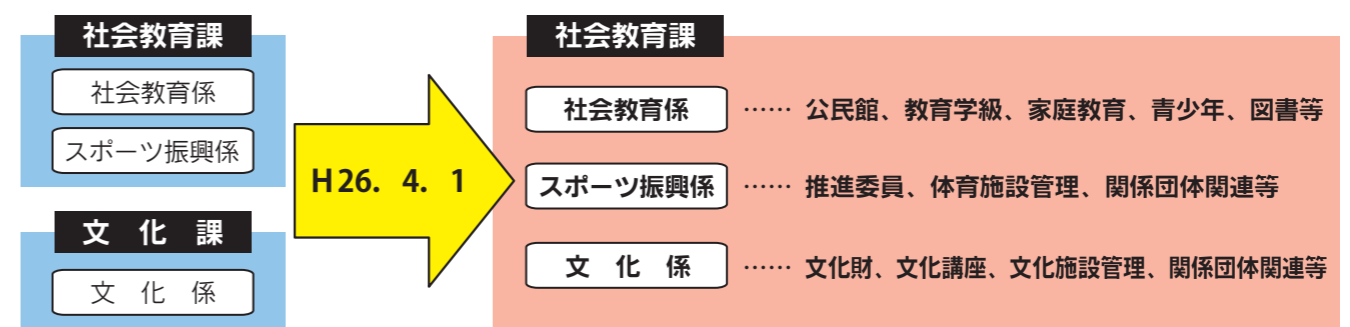 社会教育課
社会教育係
スポーツ振興係
文 化 課
文 化 係
H26. 4. 1
社会教育課
社会教育係 …… 公民館、教育学級、家庭教育、青少年、図書等
スポーツ振興係 …… 推進委員、体育施設管理、関係団体関連等
文 化 係 …… 文化財、文化講座、文化施設管理、関係団体関連等